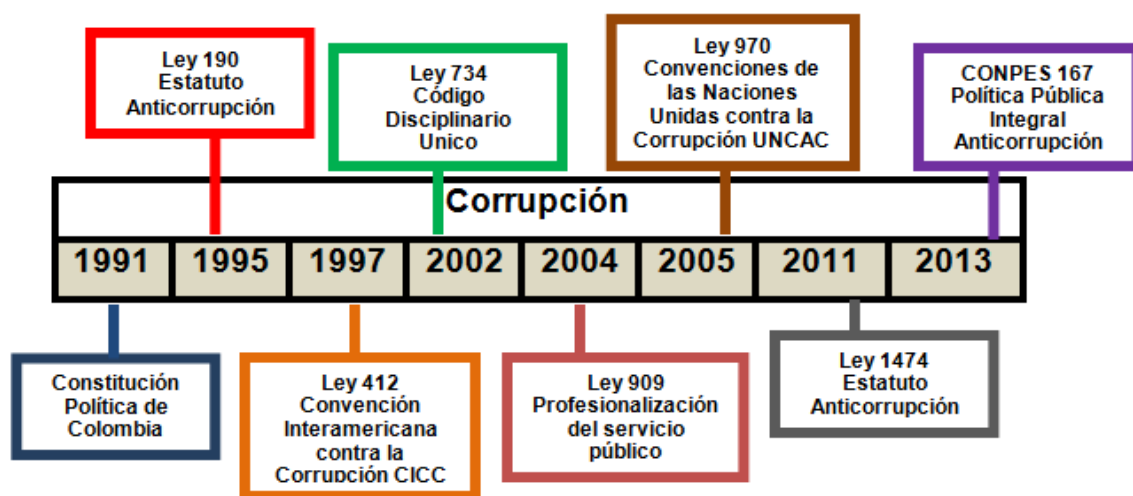 Ley 190
Estatuto
Anticorrupción
Ley 734
Código
Disciplinario
Unico
Ley 970
Convenciones de
las Naciones
Unidas contra la
Corrupción UNCAC
CONPES 167
Política Pública
Integral
Anticorrupción
Corrupción
1991 1995 1997 2002 2004 2005 2011 2013
Constitución
Política de
Colombia
Ley 412
Convención
Interamericana
contra la
Corrupción CICC
Ley 909
Profesionalización
del servicio
público
Ley 1474
Estatuto
Anticorrupción